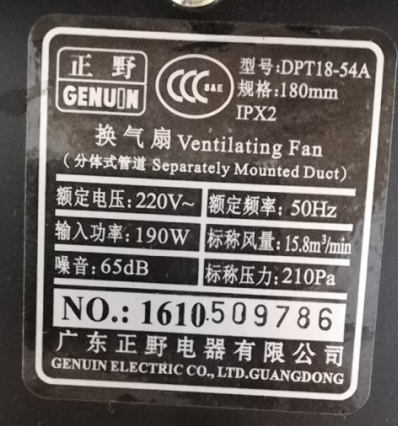 正野
GENUIN
CCC S&E
型号:DPT18-54A
规格:180mm
IPX2
换气扇 Ventilating Fan
(分体式管道 Separately Mounted Duct)
额定电压:220V~ 额定频率:50Hz
输入功率:190W 标称风量:15.8m³/min
噪音:65dB 标称压力:210Pa
NO.:1610509786
广东正野电器有限公司
GENUIN ELECTRIC CO., LTD.GUANGDONG